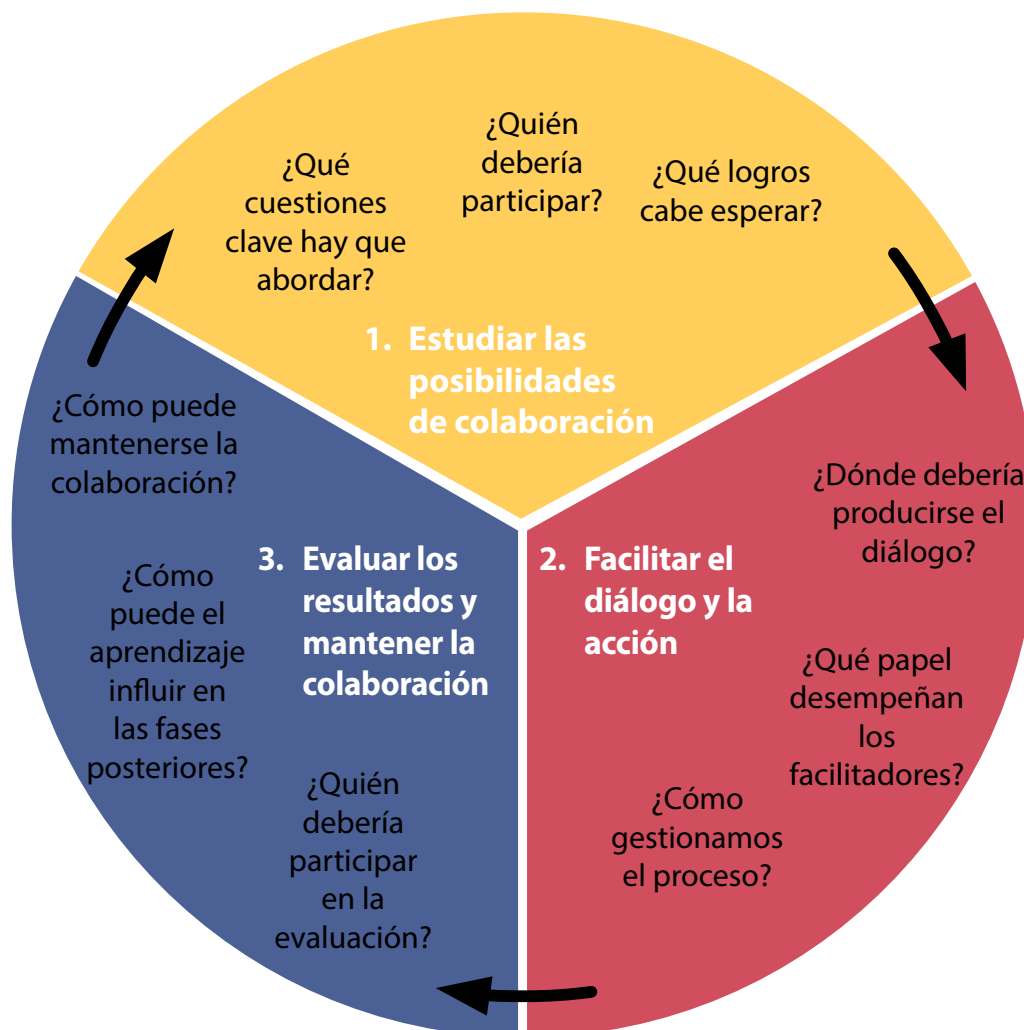 ¿Qué
cuestiones
clave hay que
abordar?
¿Quién
debería
participar?
¿Qué logros
cabe esperar?
1. Estudiar las
posibilidades
de colaboración
¿Dónde debería
producirse el
diálogo?
¿Qué papel
desempeñan
los
facilitadores?
¿Cómo
gestionamos
el proceso?
2. Facilitar el
diálogo y la
acción
3. Evaluar los
resultados y
mantener la
colaboración
¿Quién
debería
participar
en la
evaluación?
¿Cómo
puede el
aprendizaje
influir en
las fases
posteriores?
¿Cómo puede
mantenerse la
colaboración?